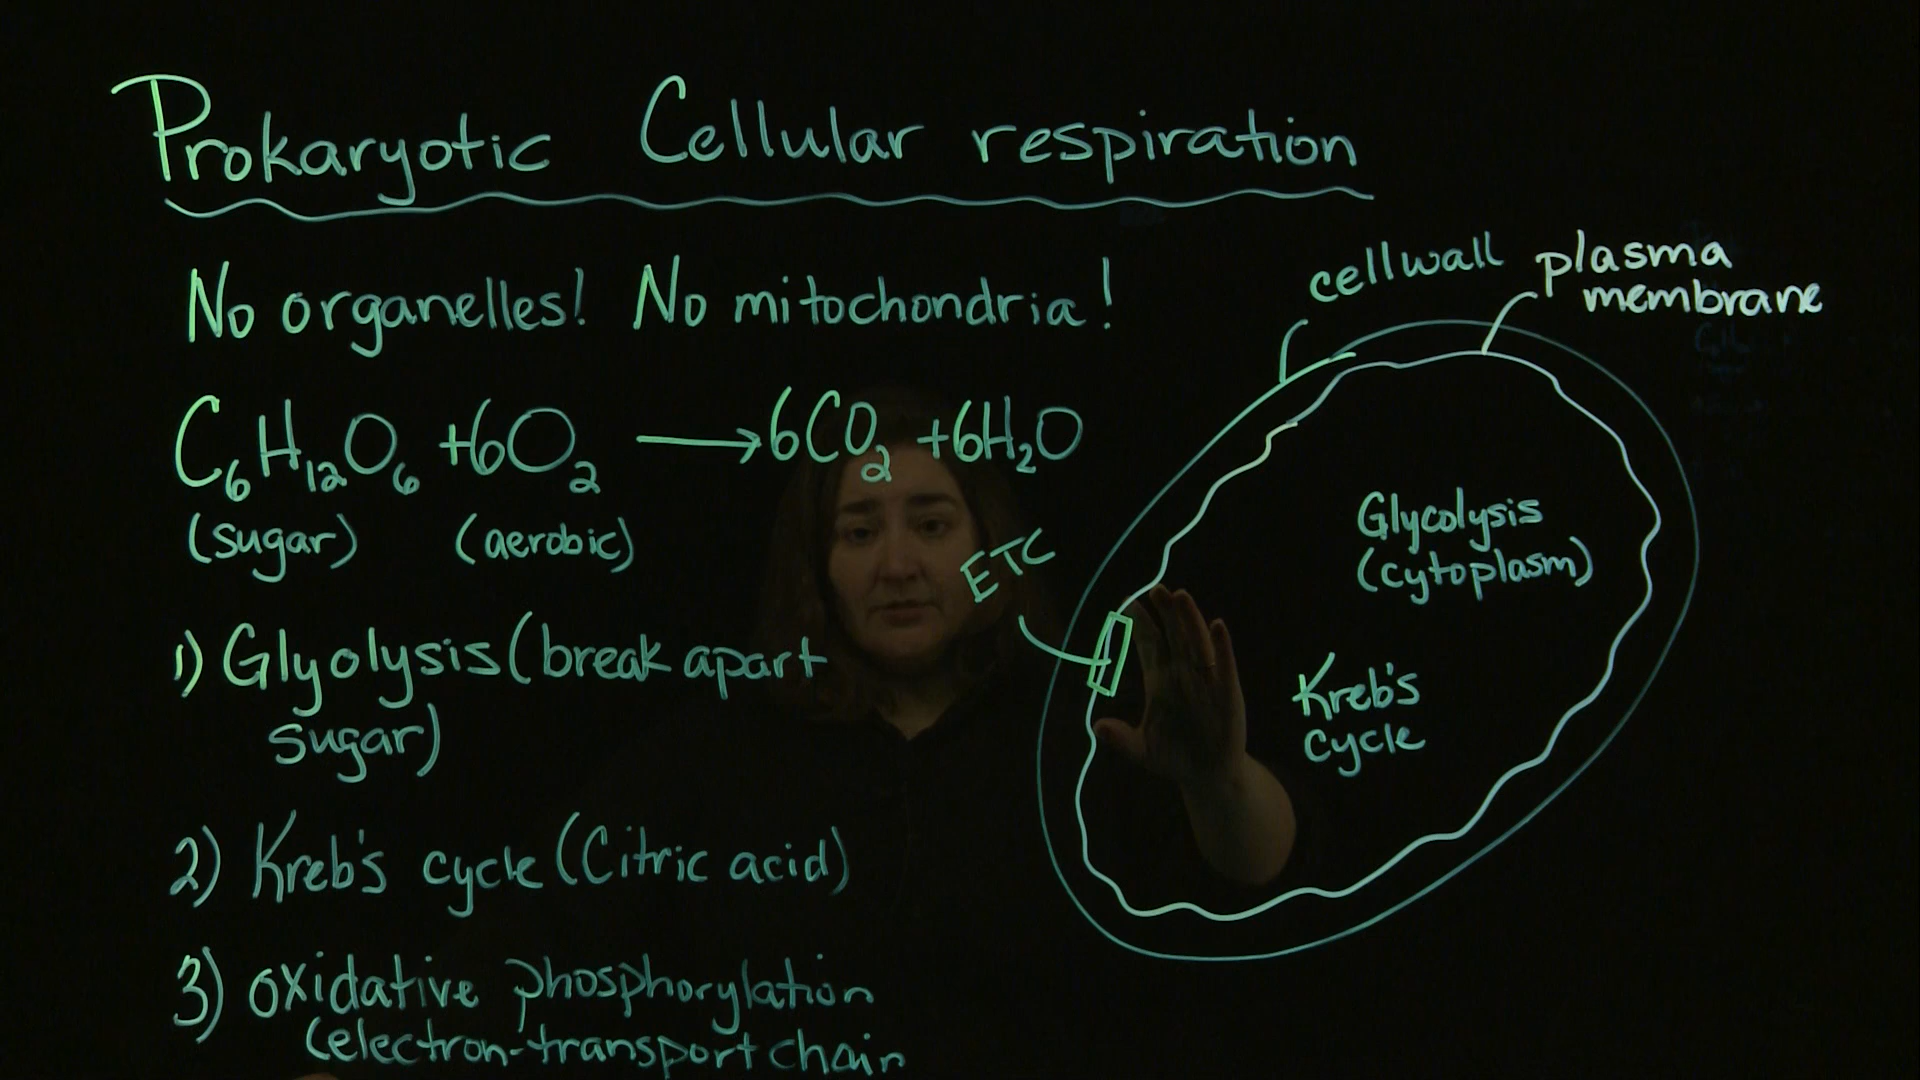 Prokaryotic Cellular respiration
No organelles! No mitochondria!
C₆H₁₂O₆ +6O₂ → 6CO₂ +6H₂O
(sugar) (aerobic)
1) Glyolysis (break apart
sugar)
2) Kreb's cycle (Citric acid)
3) oxidative phosphorylation
(electron-transport chain
cellwall
plasma
membrane
ETC
Glycolysis
(cytoplasm)
Kreb's
cycle